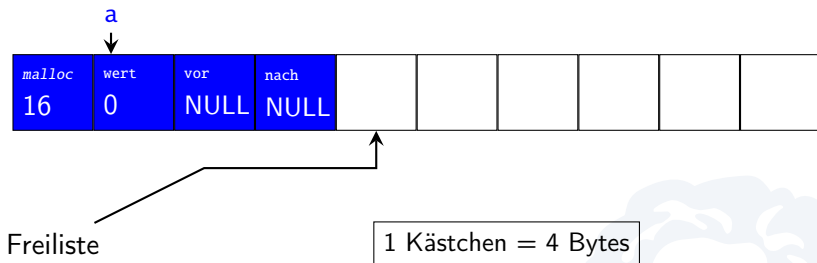 a
malloc wert vor nach
16 0 NULL NULL
Freiliste
1 Kästchen = 4 Bytes